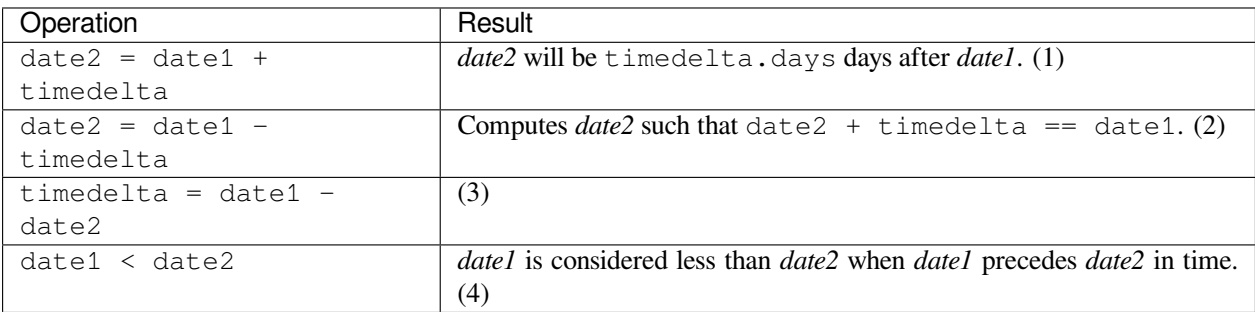 Operation Result
date2 = date1 + date2 will be timedelta.days days after date1. (1)
timedelta
date2 = date1 - Computes date2 such that date2 + timedelta == date1. (2)
timedelta
timedelta = date1 - (3)
date2
date1 < date2 date1 is considered less than date2 when date1 precedes date2 in time.
(4)